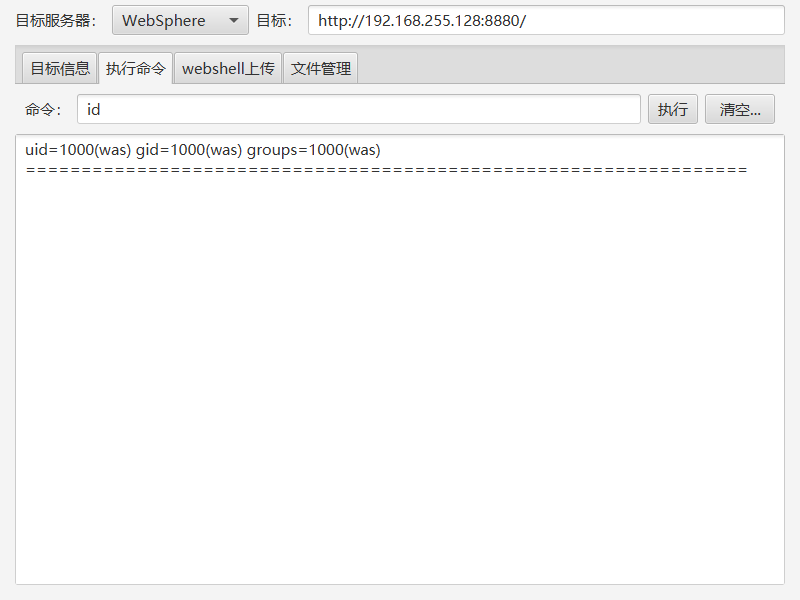 目标服务器： WebSphere 目标： http://192.168.255.128:8880/
目标信息 执行命令 webshell上传 文件管理
命令： id 执行 清空...
uid=1000(was) gid=1000(was) groups=1000(was)
=================================================================